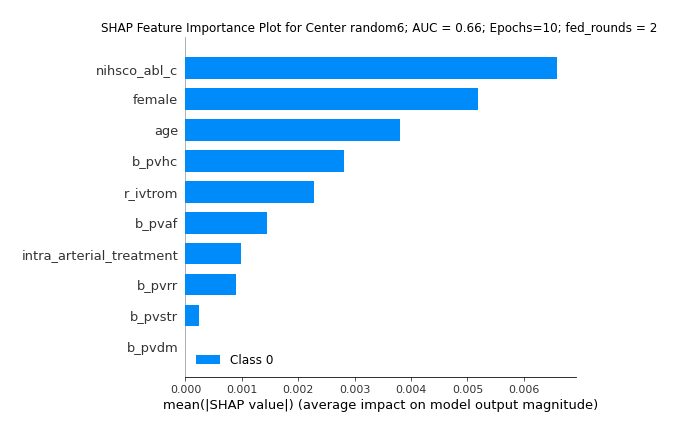 SHAP Feature Importance Plot for Center random6; AUC = 0.66; Epochs=10; fed_rounds = 2
nihsco_abl_c
female
age
b_pvhc
r_ivtrom
b_pvaf
intra_arterial_treatment
b_pvrr
b_pvstr
b_pvdm
Class 0
0.000 0.001 0.002 0.003 0.004 0.005 0.006
mean(|SHAP value|) (average impact on model output magnitude)